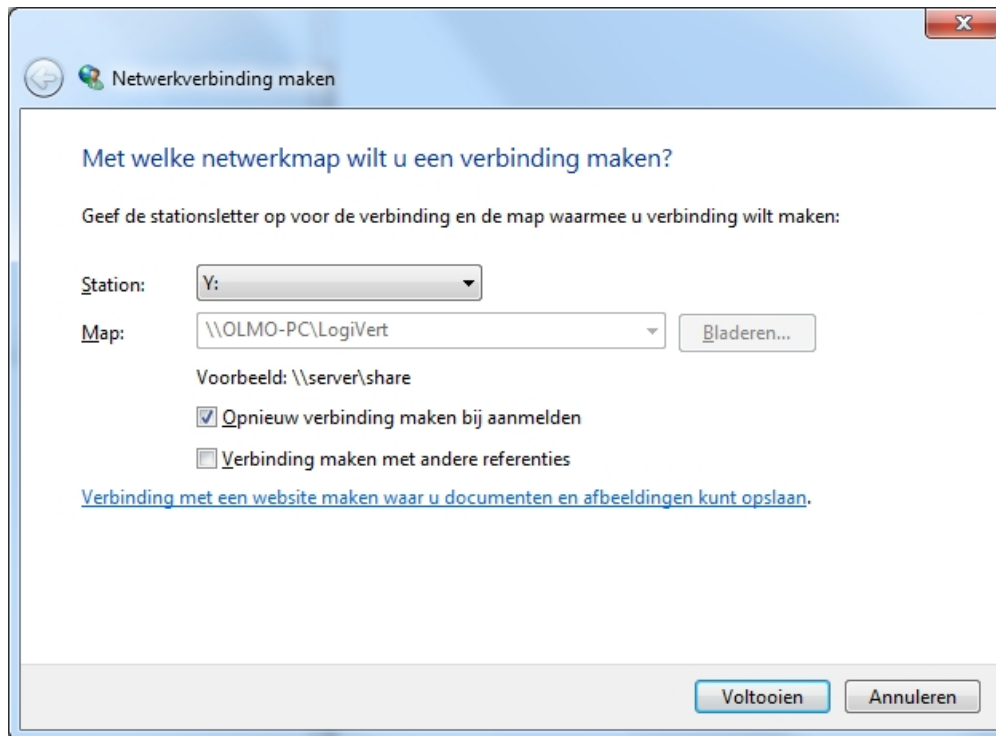 Netwerkverbinding maken
Met welke netwerkmap wilt u een verbinding maken?
Geef de stationsletter op voor de verbinding en de map waarmee u verbinding wilt maken:
Station: Y:
Map: \\OLMO-PC\LogiVert Bladeren...
Voorbeeld: \\server\share
Opnieuw verbinding maken bij aanmelden
Verbinding maken met andere referenties
Verbinding met een website maken waar u documenten en afbeeldingen kunt opslaan.
Voltooien Annuleren